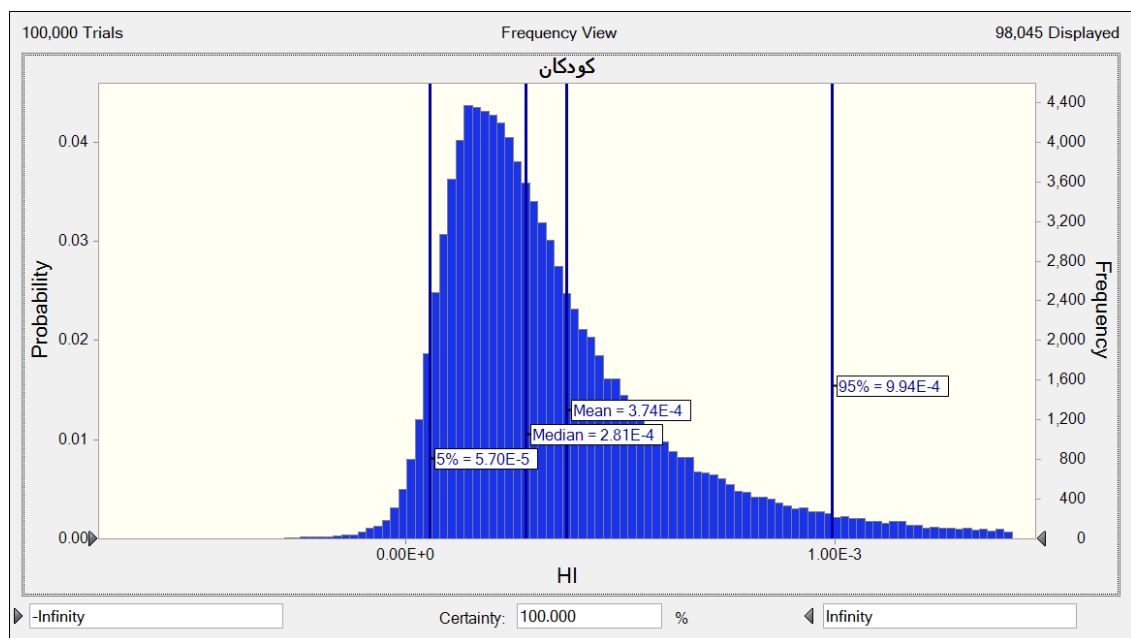 100,000 Trials Frequency View 98,045 Displayed
کودکان
Probability
0.04
0.03
0.02
0.01
0.00
4,400
4,000
3,600
3,200
2,800
2,400
2,000
1,600
1,200
800
400
0
Frequency
95% = 9.94E-4
Mean = 3.74E-4
Median = 2.81E-4
5% = 5.70E-5
0.00E+0 1.00E-3
HI
-Infinity Certainty: 100.000 % Infinity